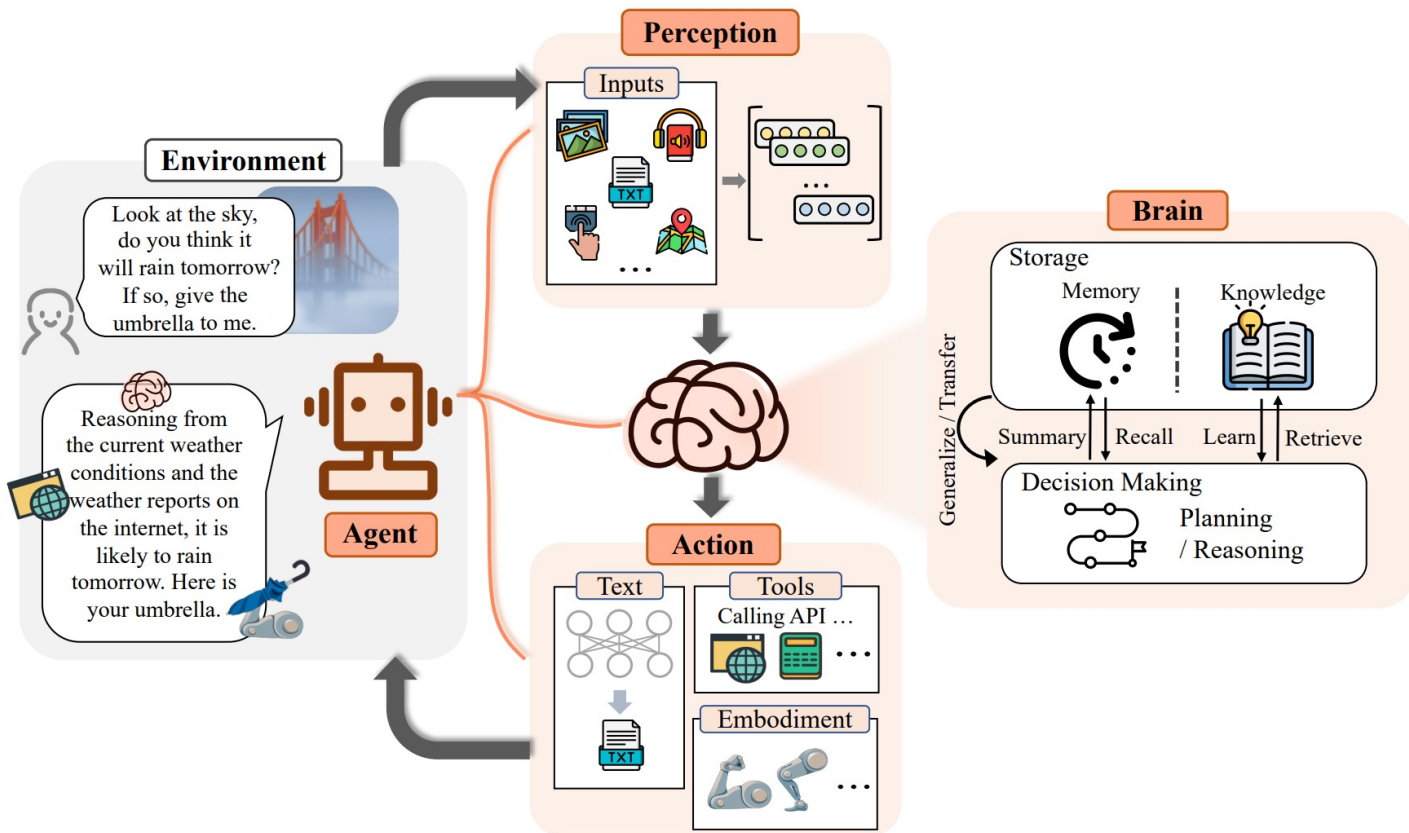 Environment
Look at the sky,
do you think it
will rain tomorrow?
If so, give the
umbrella to me.
Reasoning from
the current weather
conditions and the
weather reports on
the internet, it is
likely to rain
tomorrow. Here is
your umbrella.
Agent
Perception
Inputs
TXT
...
...
Action
Text
TXT
Tools
Calling API ...
...
Embodiment
...
Brain
Storage
Memory
Knowledge
Generalize / Transfer
Summary
Recall
Learn
Retrieve
Decision Making
Planning
/ Reasoning